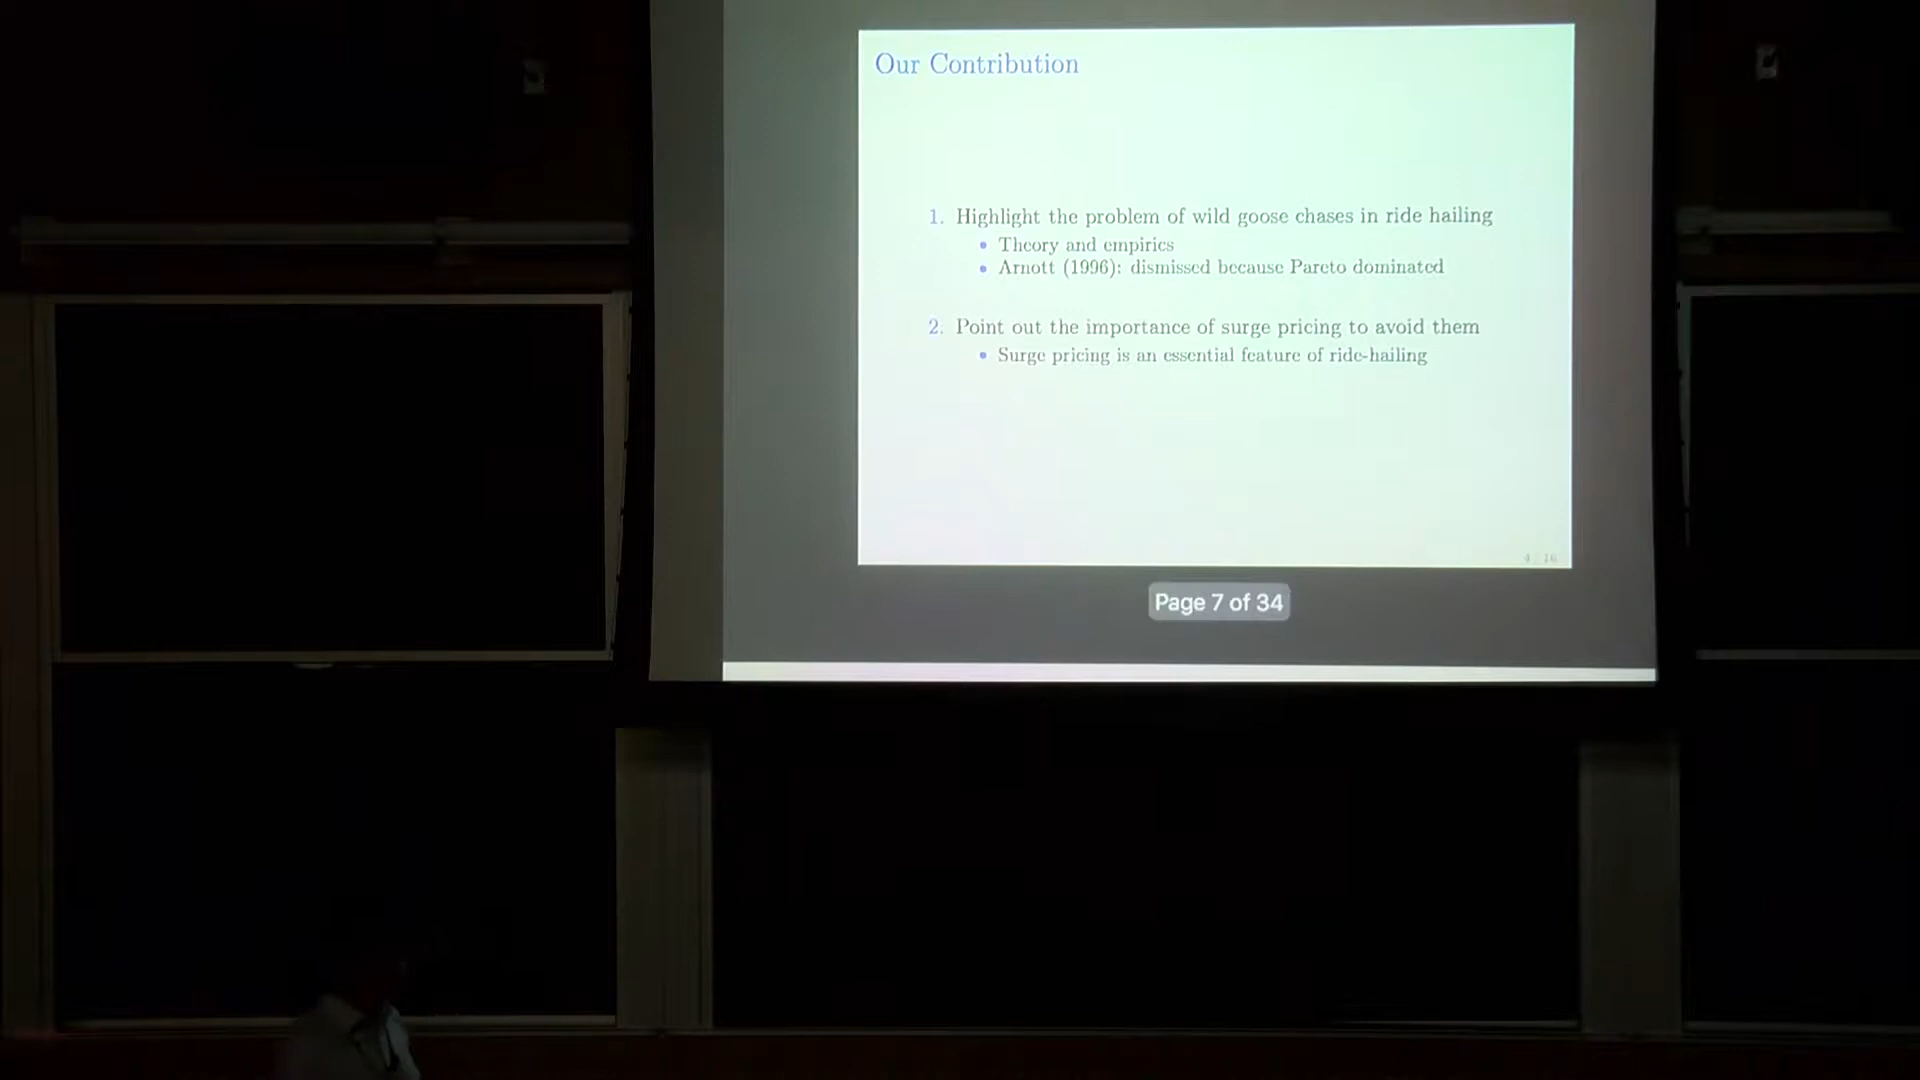 Our Contribution
1. Highlight the problem of wild goose chases in ride hailing
• Theory and empirics
• Arnott (1996): dismissed because Pareto dominated
2. Point out the importance of surge pricing to avoid them
• Surge pricing is an essential feature of ride-hailing
4 / 16
Page 7 of 34